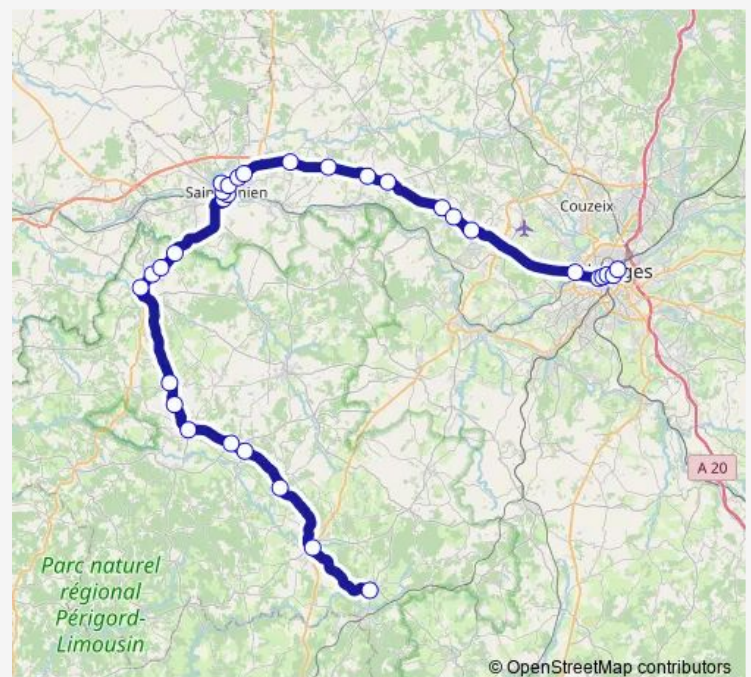 Couzeix
A 20
Parc naturel
régional
Périgord-
Limousin
© OpenStreetMap contributors